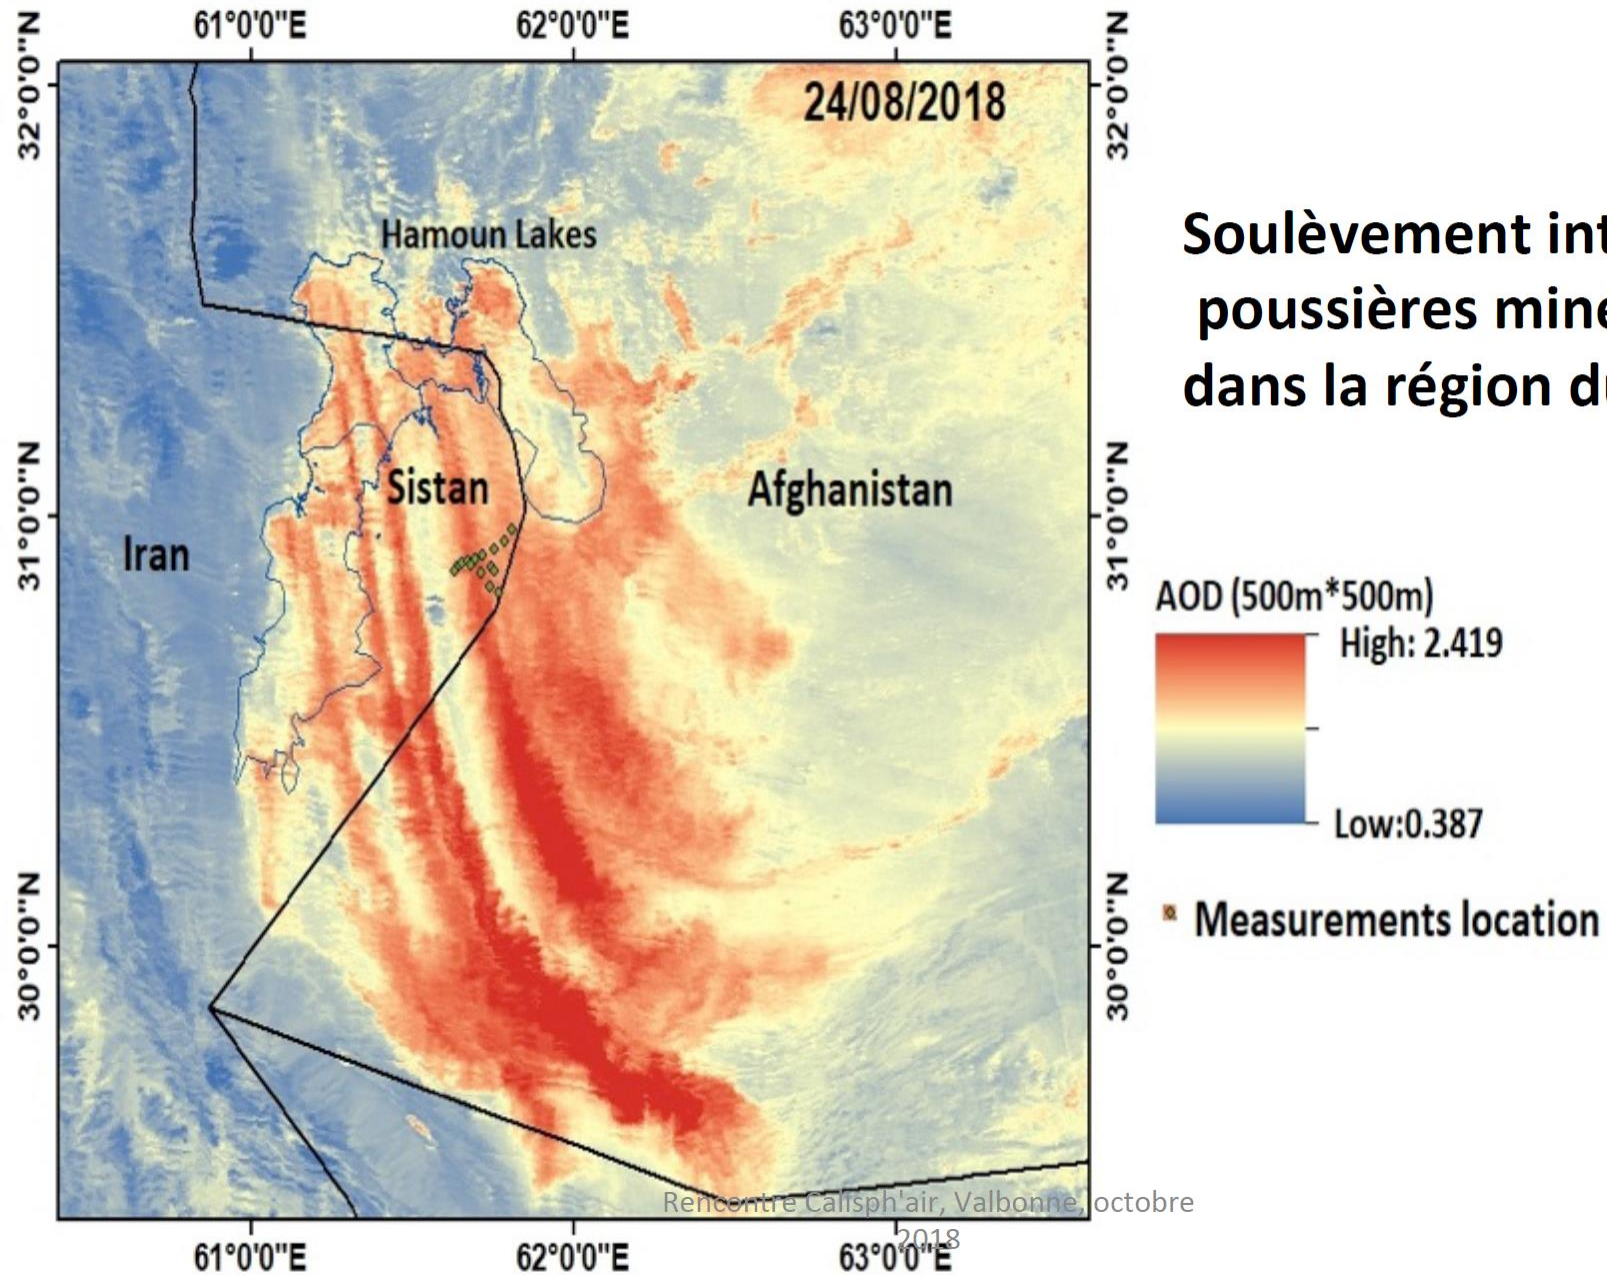 61°0'0"E 62°0'0"E 63°0'0"E
32°0'0"N
32°0'0"N
24/08/2018
Hamoun Lakes
Soulèvement
poussières
dans la région
31°0'0"N
31°0'0"N
Sistan
Afghanistan
Iran
AOD (500m*500m)
High: 2.419
Low:0.387
30°0'0"N
30°0'0"N
Measurements location
Rencontre Calisph'air, Valbonne, octobre
2018
61°0'0"E 62°0'0"E 63°0'0"E